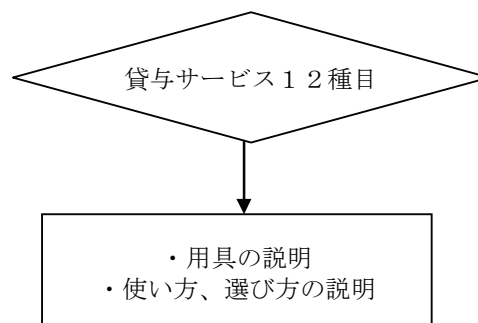 貸与サービス１２種目
・用具の説明
・使い方、選び方の説明